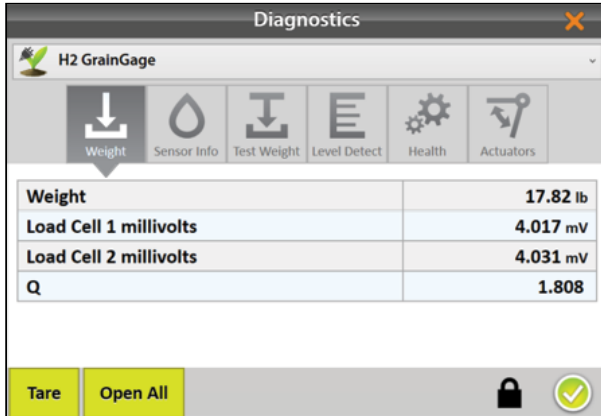 Diagnostics
H2 GrainGage
Weight Sensor Info Test Weight Level Detect Health Actuators
Weight 17.82 lb
Load Cell 1 millivolts 4.017 mV
Load Cell 2 millivolts 4.031 mV
Q 1.808
Tare Open All